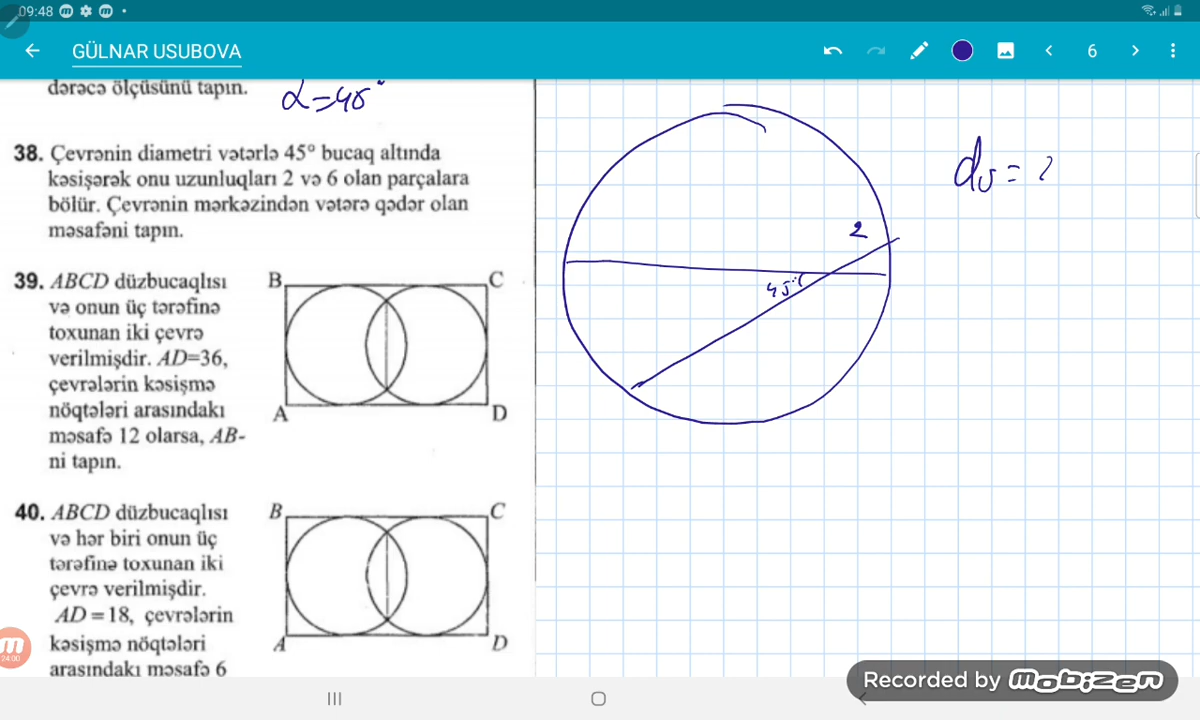 09:48
GÜLNAR USUBOVA
6
dərəcə ölçüsünü tapın.
α=45°
38. Çevrənin diametri vətərlə 45° bucaq altında
kəsişərək onu uzunluqları 2 və 6 olan parçalara
bölür. Çevrənin mərkəzindən vətərə qədər olan
məsafəni tapın.
39. ABCD düzbucaqlısı
və onun üç tərəfinə
toxunan iki çevrə
verilmişdir. AD=36,
çevrələrin kəsişmə
nöqtələri arasındakı
məsafə 12 olarsa, AB-
ni tapın.
B C
A D
40. ABCD düzbucaqlısı
və hər biri onun üç
tərəfinə toxunan iki
çevrə verilmişdir.
AD=18, çevrələrin
kəsişmə nöqtələri
arasındakı məsafə 6
B C
A D
2
45°
dv = ?
24:00
Recorded by mobizen